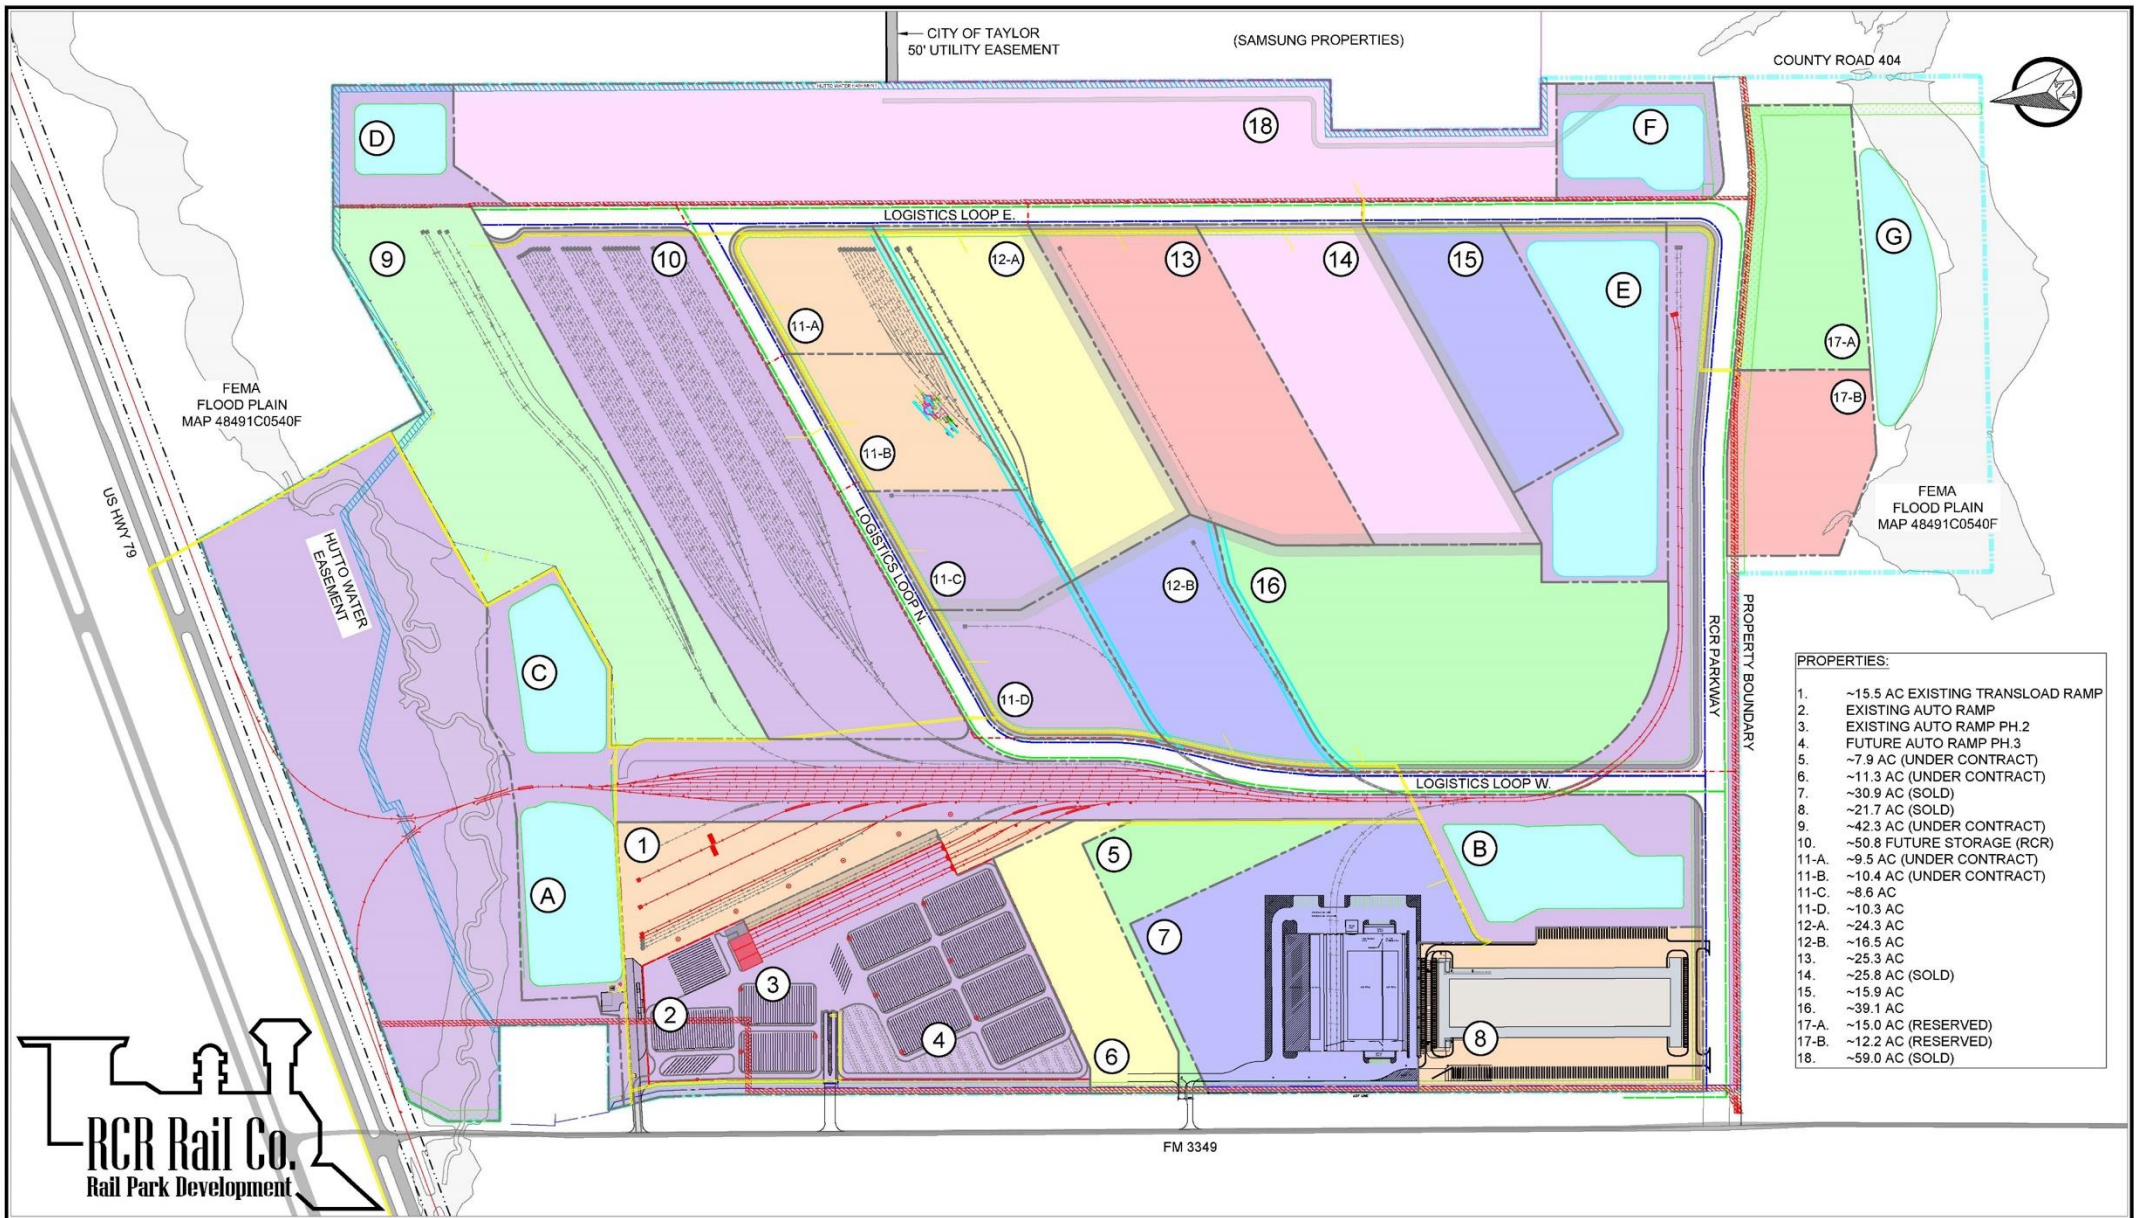 CITY OF TAYLOR
50' UTILITY EASEMENT
(SAMSUNG PROPERTIES)
COUNTY ROAD 404
N
HUTTO WATER EASEMENT
D
18
F
LOGISTICS LOOP E.
9
10
12-A
13
14
15
G
E
11-A
17-A
FEMA
FLOOD PLAIN
MAP 48491C0540F
17-B
11-B
US HWY 79
LOGISTICS LOOP N.
FEMA
FLOOD PLAIN
MAP 48491C0540F
HUTTO WATER
EASEMENT
11-C
12-B
16
RCR PARKWAY
PROPERTY BOUNDARY
C
11-D
LOGISTICS LOOP W.
1
5
B
A
7
3
2
4
6
8
FM 3349
PROPERTIES:
1. ~15.5 AC EXISTING TRANSLOAD RAMP
2. EXISTING AUTO RAMP
3. EXISTING AUTO RAMP PH.2
4. FUTURE AUTO RAMP PH.3
5. ~7.9 AC (UNDER CONTRACT)
6. ~11.3 AC (UNDER CONTRACT)
7. ~30.9 AC (SOLD)
8. ~21.7 AC (SOLD)
9. ~42.3 AC (UNDER CONTRACT)
10. ~50.8 FUTURE STORAGE (RCR)
11-A. ~9.5 AC (UNDER CONTRACT)
11-B. ~10.4 AC (UNDER CONTRACT)
11-C. ~8.6 AC
11-D. ~10.3 AC
12-A. ~24.3 AC
12-B. ~16.5 AC
13. ~25.3 AC
14. ~25.8 AC (SOLD)
15. ~15.9 AC
16. ~39.1 AC
17-A. ~15.0 AC (RESERVED)
17-B. ~12.2 AC (RESERVED)
18. ~59.0 AC (SOLD)
RCR Rail Co.
Rail Park Development